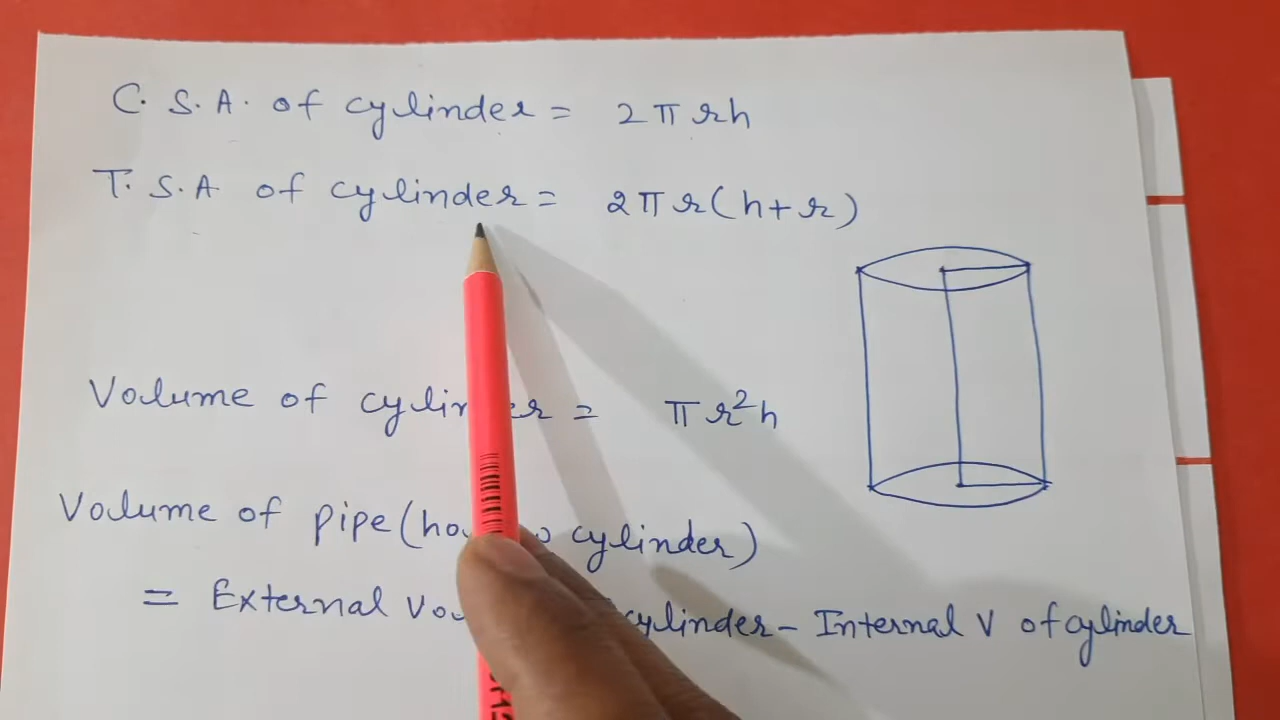 C. S. A. of cylinder = 2πrh
T. S. A. of cylinder = 2πr(h+r)
Volume of cylinder = πr²h
Volume of pipe (ho cylinder)
= External Vo cylinder - Internal V of cylinder